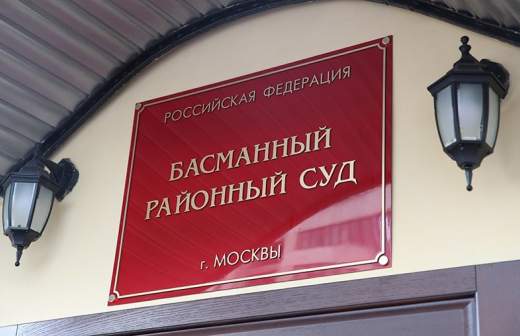 РОССИЙСКАЯ ФЕДЕРАЦИЯ
БАСМАННЫЙ
РАЙОННЫЙ СУД
г. МОСКВЫ